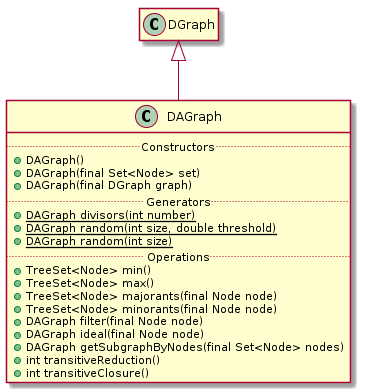 C DGraph
C DAGraph
Constructors
DAGraph()
DAGraph(final Set<Node> set)
DAGraph(final DGraph graph)
Generators
DAGraph divisors(int number)
DAGraph random(int size, double threshold)
DAGraph random(int size)
Operations
TreeSet<Node> min()
TreeSet<Node> max()
TreeSet<Node> majorants(final Node node)
TreeSet<Node> minorants(final Node node)
DAGraph filter(final Node node)
DAGraph ideal(final Node node)
DAGraph getSubgraphByNodes(final Set<Node> nodes)
int transitiveReduction()
int transitiveClosure()